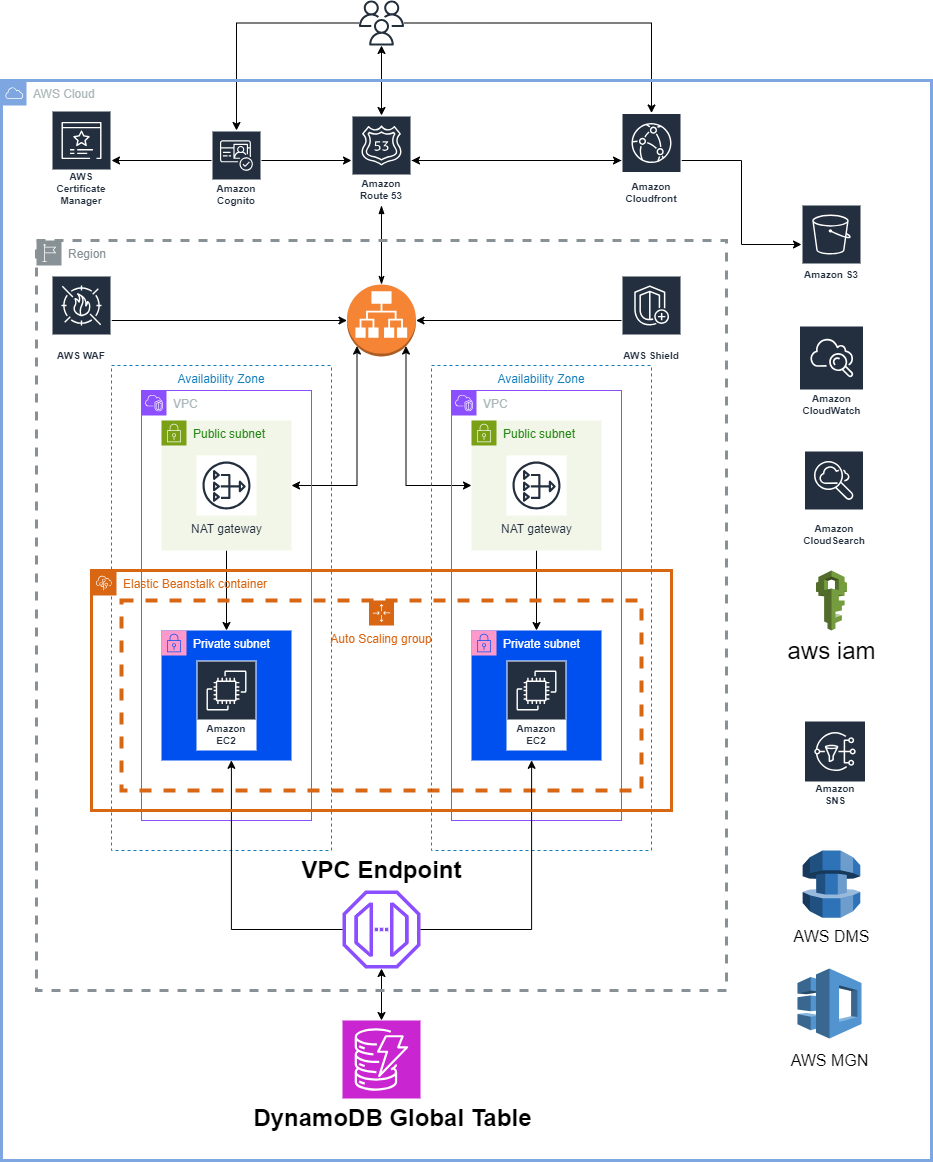 AWS Cloud
AWS
Certificate
Manager
Amazon
Cognito
53
Amazon
Route 53
Amazon
Cloudfront
Amazon S3
Region
AWS WAF
AWS Shield
Amazon
CloudWatch
Availability Zone
Availability Zone
VPC
VPC
Public subnet
Public subnet
NAT gateway
NAT gateway
Amazon
CloudSearch
Elastic Beanstalk container
Auto Scaling group
Private subnet
Private subnet
Amazon
EC2
Amazon
EC2
aws iam
Amazon
SNS
VPC Endpoint
AWS DMS
AWS MGN
DynamoDB Global Table